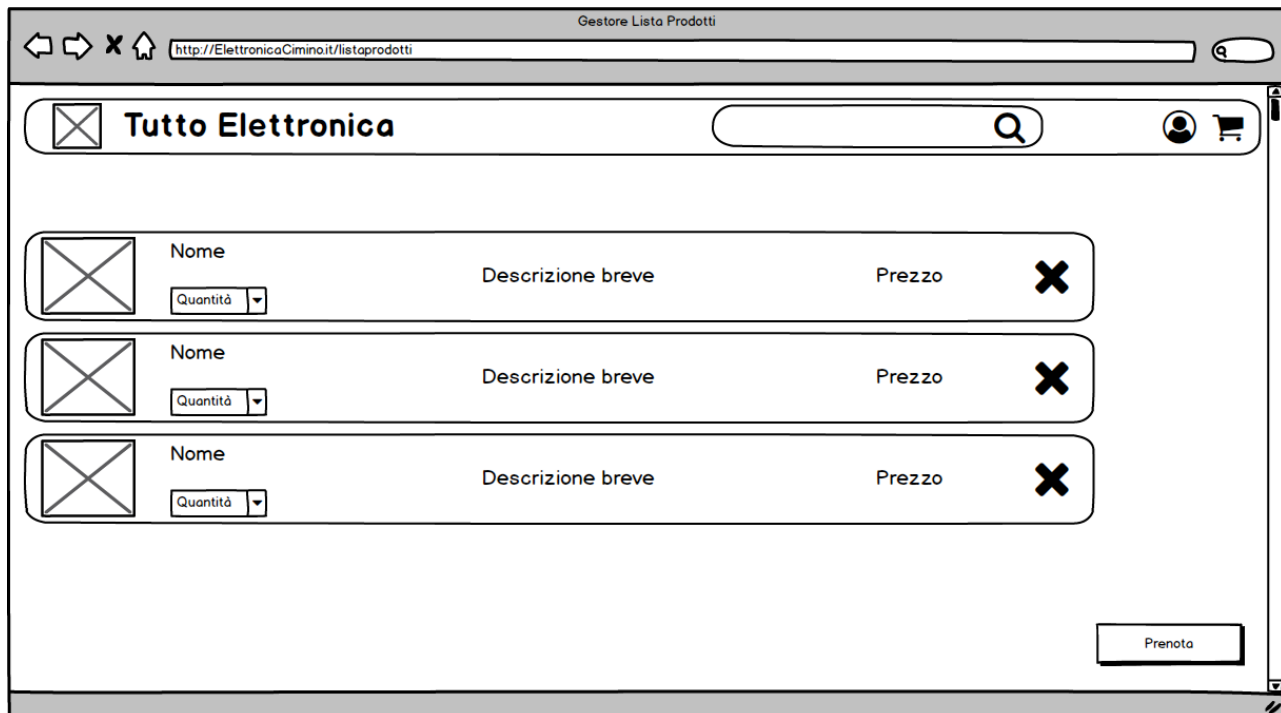 Gestore Lista Prodotti
http://ElettronicaCimino.it/listaprodotti
Tutto Elettronica
Nome
Quantità
Descrizione breve
Prezzo
Nome
Quantità
Descrizione breve
Prezzo
Nome
Quantità
Descrizione breve
Prezzo
Prenota